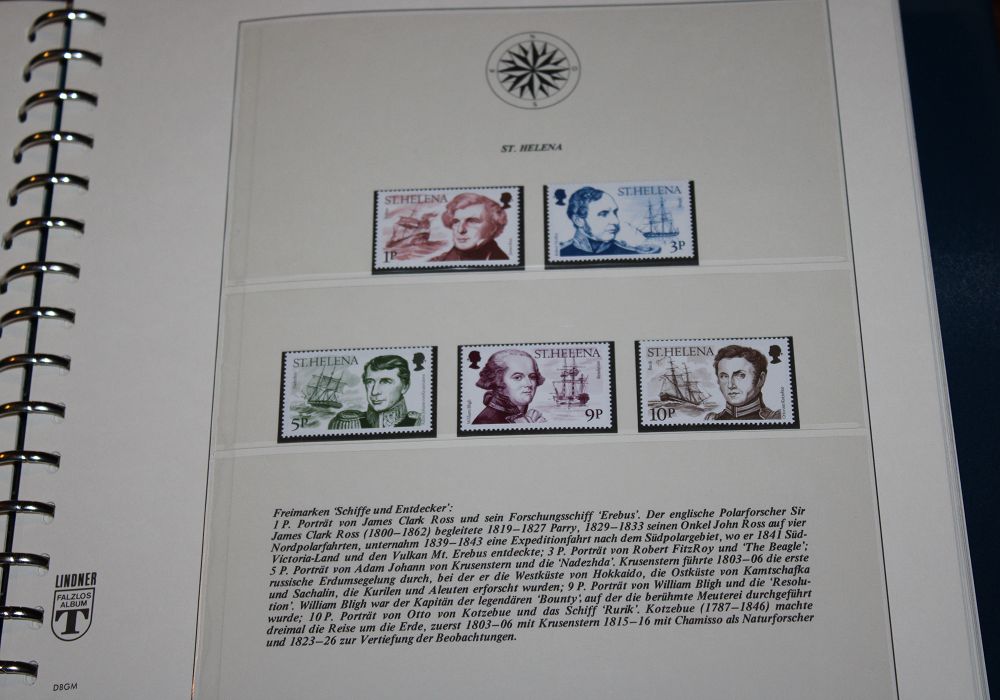 N
ST. HELENA
ST. HELENA
1P
ST. HELENA
3P
ST. HELENA
5P
ST. HELENA
9P
ST. HELENA
10P
Freimarken 'Schiffe und Entdecker':
1 P. Porträt von James Clark Ross und sein Forschungsschiff 'Erebus'. Der englische Polarforscher Sir
James Clark Ross (1800—1862) begleitete 1819—1827 Parry, 1829—1833 seinen Onkel John Ross auf vier
Nordpolarfahrten, unternahm 1839—1843 eine Expeditionfahrt nach dem Südpolargebiet, wo er 1841 Süd-
Victoria-Land und den Vulkan Mt. Erebus entdeckte; 3 P. Porträt von Robert FitzRoy und 'The Beagle';
5 P. Porträt von Adam Johann von Krusenstern und die 'Nadezhda'. Krusenstern führte 1803—06 die erste
russische Erdumsegelung durch, bei der er die Westküste von Hokkaido, die Ostküste von Kamtschafka
und Sachalin, die Kurilen und Aleuten erforscht wurden; 9 P. Porträt von William Bligh und die 'Resolu-
tion'. William Bligh war der Kapitän der legendären 'Bounty', auf der die berühmte Meuterei durchgeführt
wurde; 10 P. Porträt von Otto von Kotzebue und das Schiff 'Rurik'. Kotzebue (1787—1846) machte
dreimal die Reise um die Erde, zuerst 1803—06 mit Krusenstern 1815—16 mit Chamisso als Naturforscher
und 1823—26 zur Vertiefung der Beobachtungen.
LINDNER
FALZLOS
ALBUM
T
DBGM